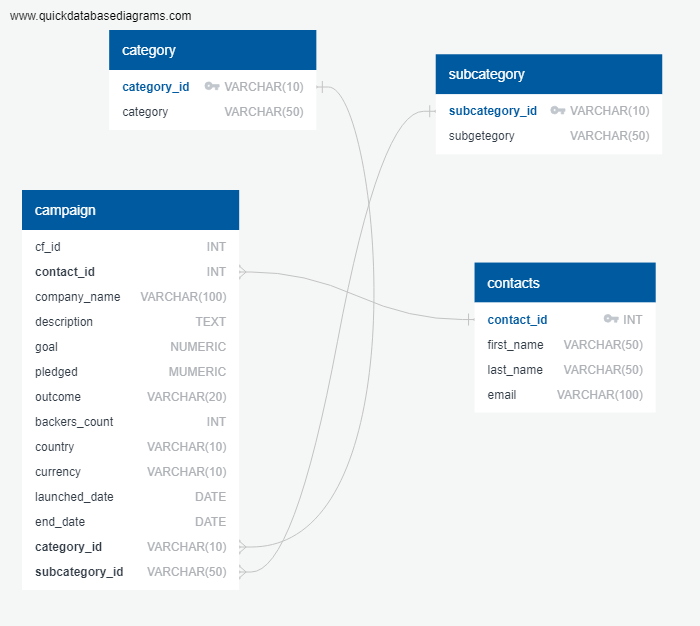 www.quickdatabasediagrams.com
category
category_id VARCHAR(10)
category VARCHAR(50)
subcategory
subcategory_id VARCHAR(10)
subgetegory VARCHAR(50)
campaign
cf_id INT
contact_id INT
company_name VARCHAR(100)
description TEXT
goal NUMERIC
pledged MUMERIC
outcome VARCHAR(20)
backers_count INT
country VARCHAR(10)
currency VARCHAR(10)
launched_date DATE
end_date DATE
category_id VARCHAR(10)
subcategory_id VARCHAR(50)
contacts
contact_id INT
first_name VARCHAR(50)
last_name VARCHAR(50)
email VARCHAR(100)